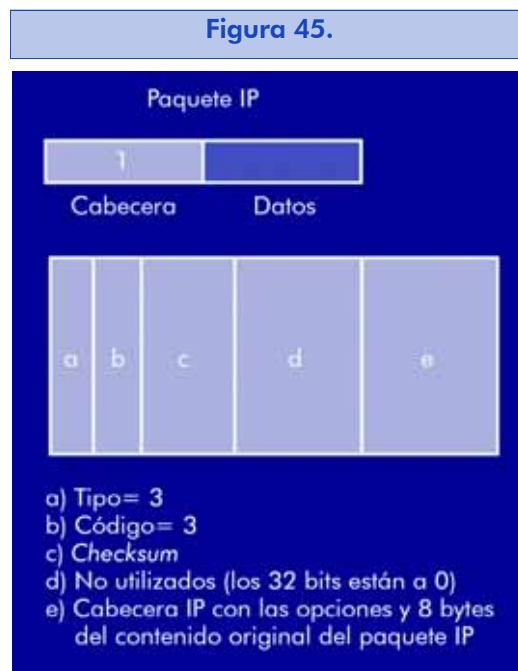 Figura 45.
Paquete IP
1
Cabecera Datos
a b c d e
a) Tipo= 3
b) Código= 3
c) Checksum
d) No utilizados (los 32 bits están a 0)
e) Cabecera IP con las opciones y 8 bytes
del contenido original del paquete IP